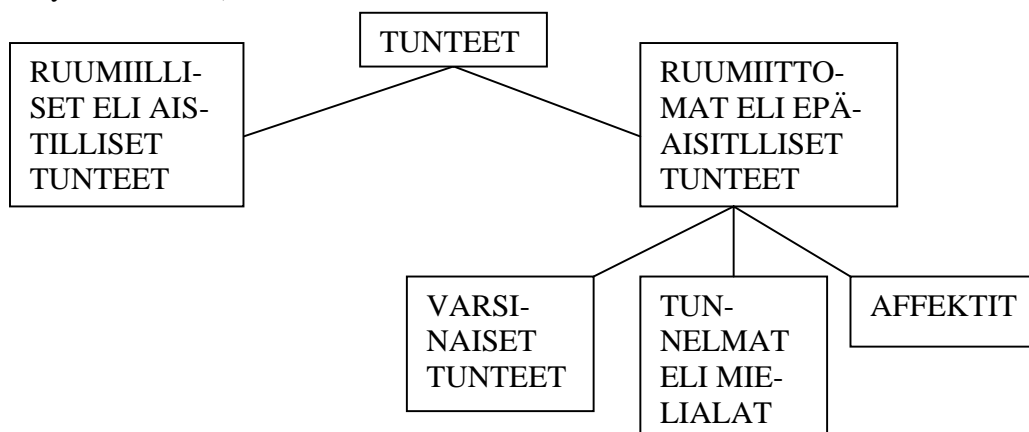 TUNTEET
RUUMIILLI-
SET ELI AIS-
TILLISET
TUNTEET
RUUMIITTO-
MAT ELI EPÄ-
AISITLLISET
TUNTEET
VARSI-
NAISET
TUNTEET
TUN-
NELMAT
ELI MIE-
LIALAT
AFFEKTIT